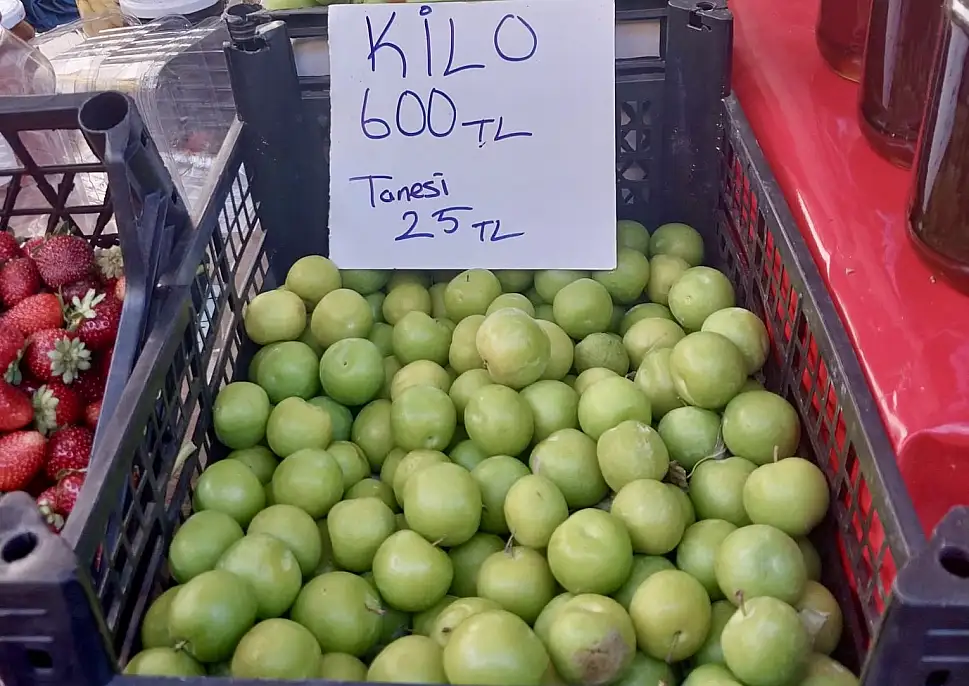 KİLO
600 TL
Tanesi
25 TL